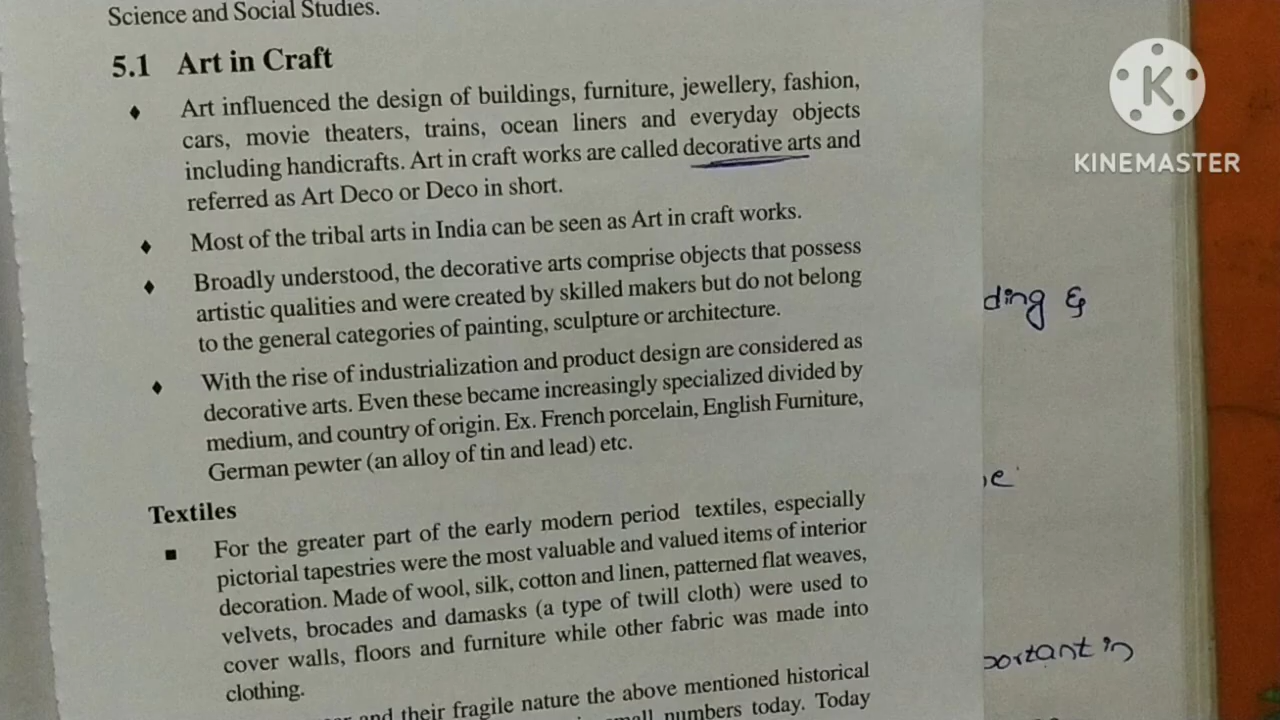 Science and Social Studies.
5.1 Art in Craft
♦ Art influenced the design of buildings, furniture, jewellery, fashion,
cars, movie theaters, trains, ocean liners and everyday objects
including handicrafts. Art in craft works are called decorative arts and
referred as Art Deco or Deco in short.
♦ Most of the tribal arts in India can be seen as Art in craft works.
♦ Broadly understood, the decorative arts comprise objects that possess
artistic qualities and were created by skilled makers but do not belong
to the general categories of painting, sculpture or architecture.
♦ With the rise of industrialization and product design are considered as
decorative arts. Even these became increasingly specialized divided by
medium, and country of origin. Ex. French porcelain, English Furniture,
German pewter (an alloy of tin and lead) etc.
Textiles
■ For the greater part of the early modern period textiles, especially
pictorial tapestries were the most valuable and valued items of interior
decoration. Made of wool, silk, cotton and linen, patterned flat weaves,
velvets, brocades and damasks (a type of twill cloth) were used to
cover walls, floors and furniture while other fabric was made into
clothing.
and their fragile nature the above mentioned historical
numbers today. Today
K
KINEMASTER
ding &
portant in